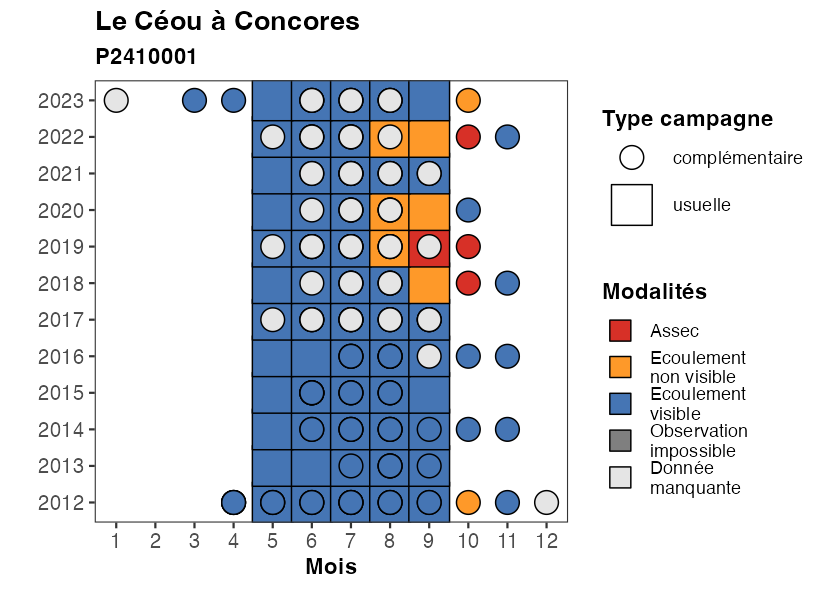 Le Céou à Concores
P2410001
2023
2022
2021
2020
2019
2018
2017
2016
2015
2014
2013
2012
1 2 3 4 5 6 7 8 9 10 11 12
Mois
Type campagne
complémentaire
usuelle
Modalités
Assec
Ecoulement
non visible
Ecoulement
visible
Observation
impossible
Donnée
manquante